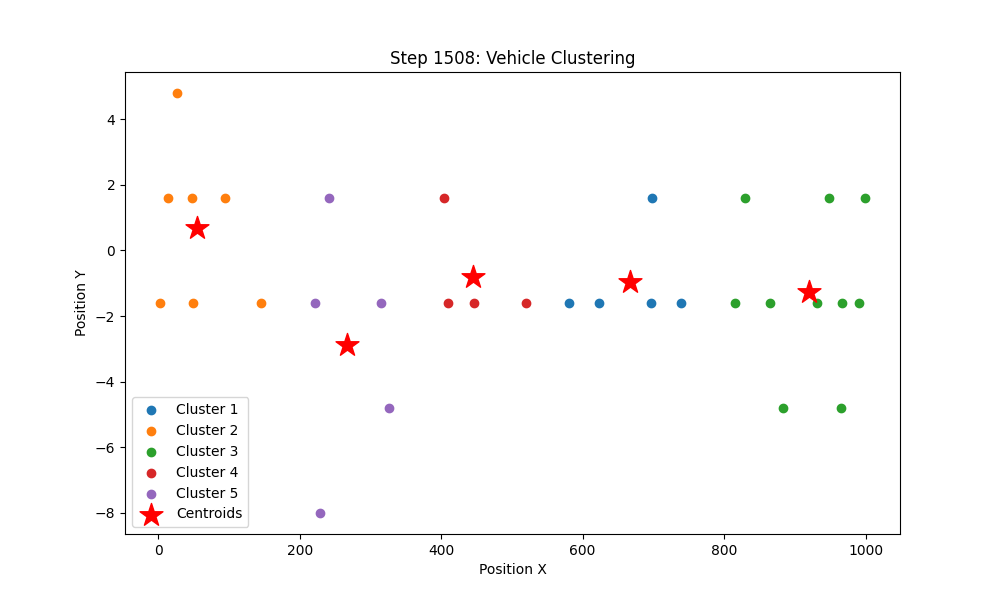 Step 1508: Vehicle Clustering
Position Y
4
2
0
−2
−4
−6
−8
Cluster 1
Cluster 2
Cluster 3
Cluster 4
Cluster 5
Centroids
0 200 400 600 800 1000
Position X